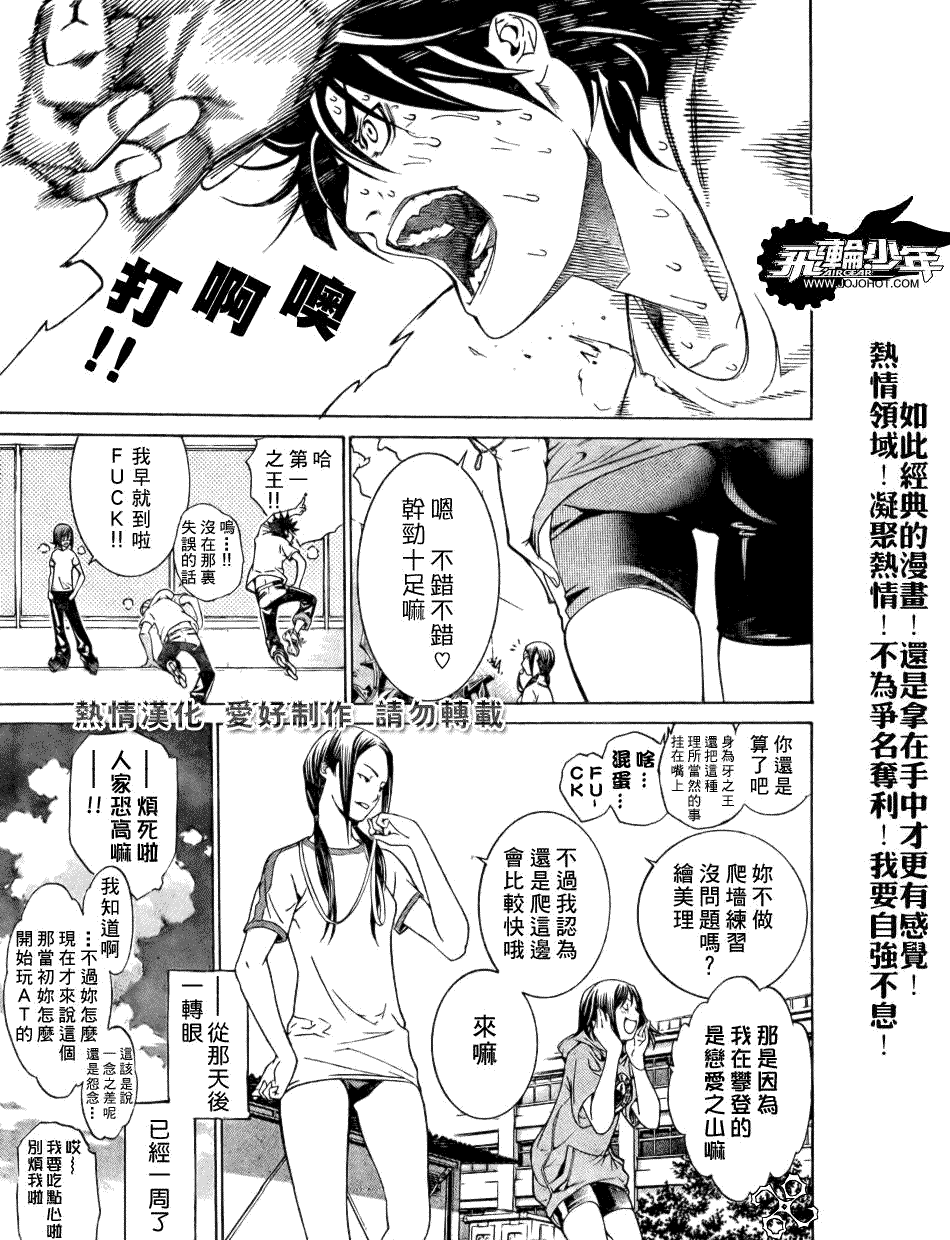 噢
啊
打
!!
飛輪少年
AIRGEAR
WWW.JOJOHOT.COM
如此經典的漫畫！還是拿在手中才更有感覺！
熱情領域！凝聚熱情！不為爭名奪利！我要自強不息！
嗯 不錯不錯♡
幹勁十足嘛
哈
第一
之王!!
嗚…!!
沒在那裏
失誤的話
我早就到啦
FUCK!!
熱情漢化 愛好制作 請勿轉載
你還是
算了吧
身為牙之王
還把這種
理所當然的事
挂在嘴上
啥…
混蛋…
FU~
CK
妳不做
爬墻練習
沒問題嗎?
繪美理
那是因為
我在攀登的
是戀愛之山嘛
不過我認為
還是爬這邊
會比較快哦
來嘛
——從那天後
一轉眼
已經一周了
——煩死啦
人家恐高嘛
——!!
我知道啊
…不過妳怎麼
現在才來說這個
那當初妳怎麼
開始玩AT的
這該是說
一念之差呢
還是怨念…
哎~
我要吃點心啦
別煩我啦